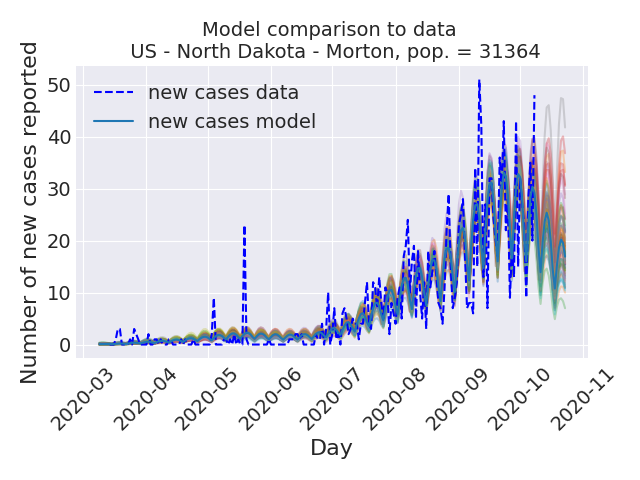 Model comparison to data
US - North Dakota - Morton, pop. = 31364
Number of new cases reported
50
40
30
20
10
0
new cases data
new cases model
2020-03
2020-04
2020-05
2020-06
2020-07
2020-08
2020-09
2020-10
2020-11
Day